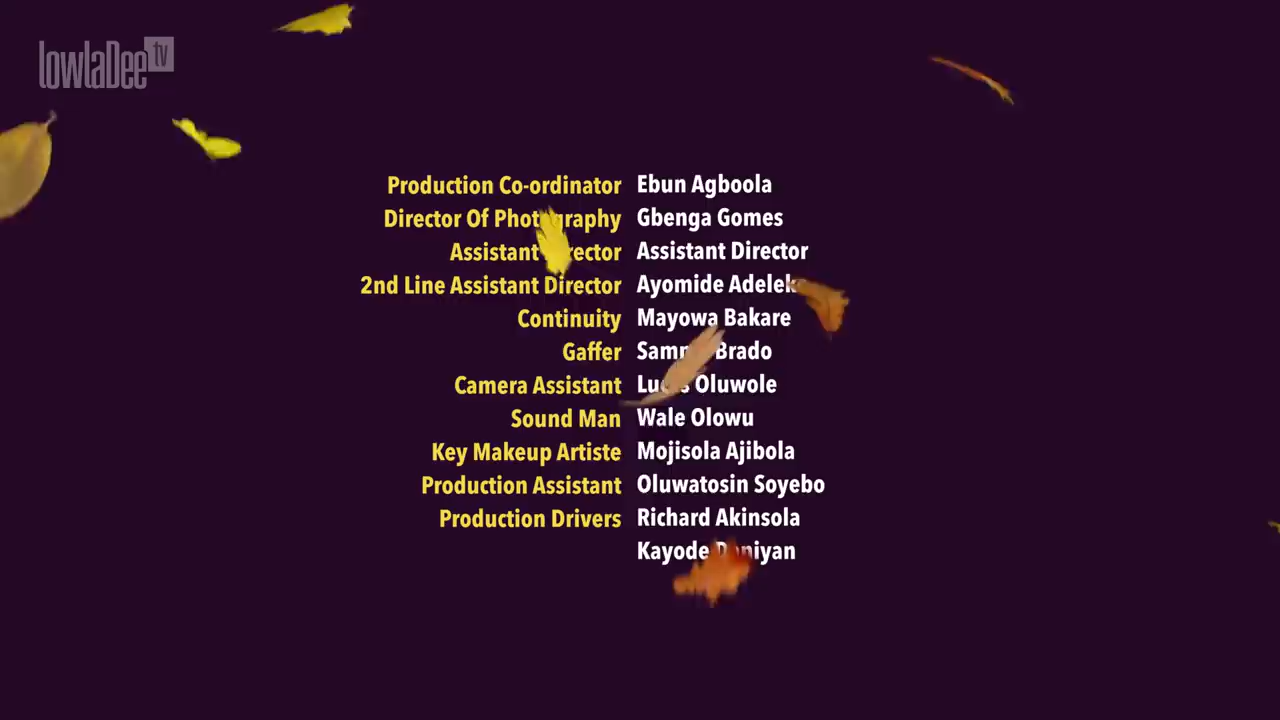 lowlaDee tv
Production Co-ordinator Ebun Agboola
Director Of Photography Gbenga Gomes
Assistant Director Assistant Director
2nd Line Assistant Director Ayomide
Continuity Mayowa Bakare
Gaffer Brado
Camera Assistant Oluwole
Sound Man Wale Olowu
Key Makeup Artiste Mojisola Ajibola
Production Assistant Oluwatosin Soyebo
Production Drivers Richard Akinsola
Kayode